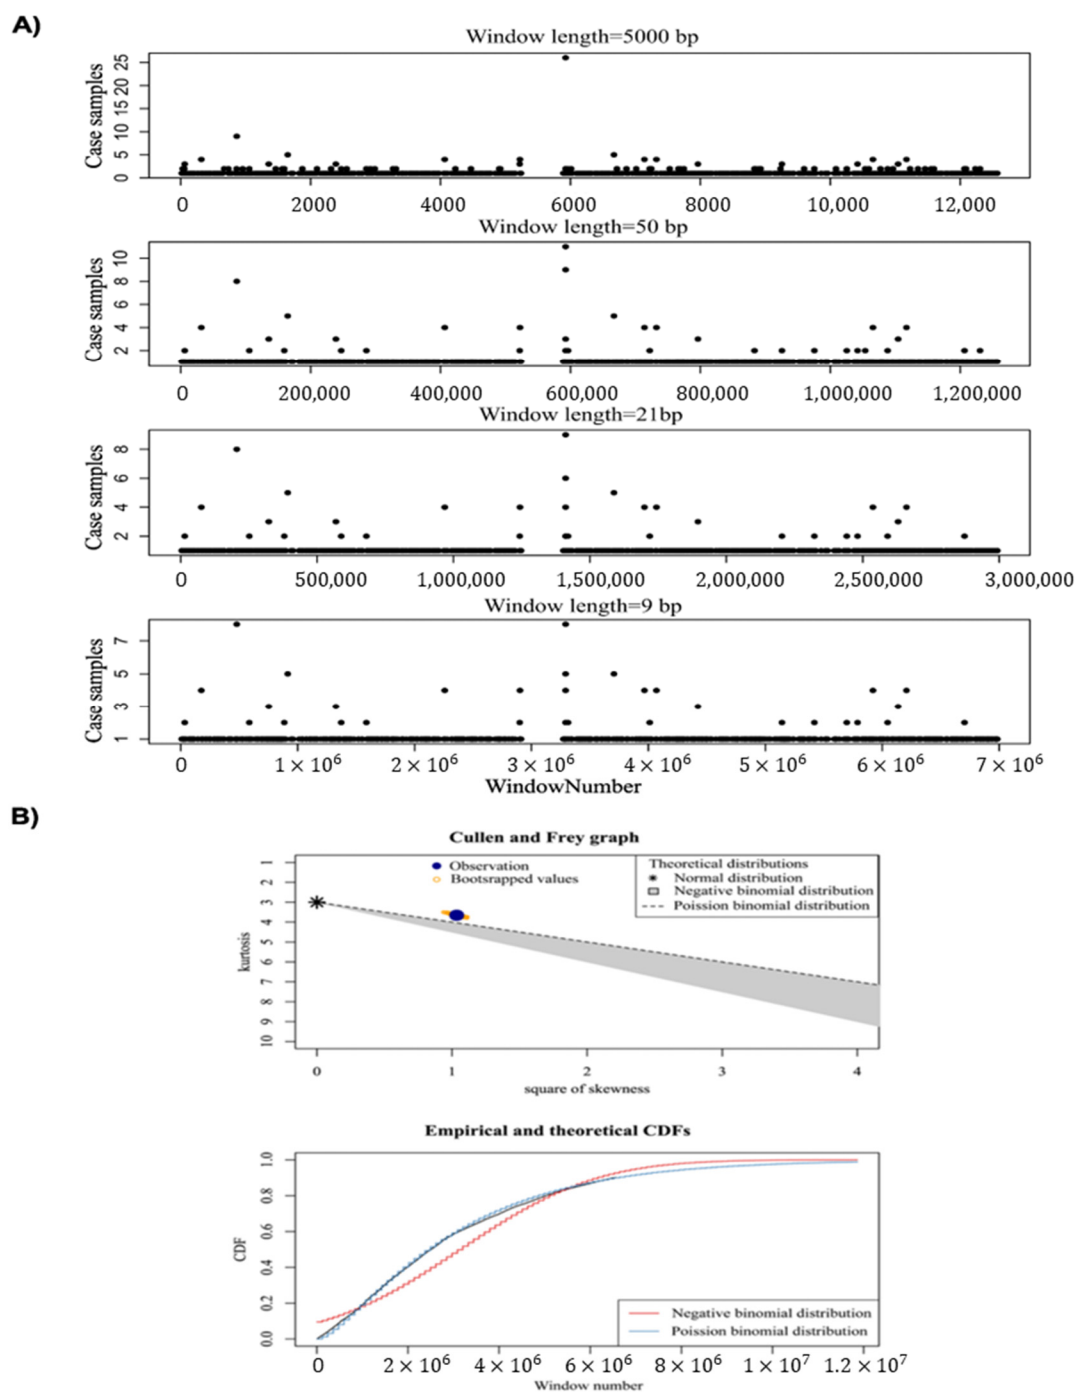 A)
Window length=5000 bp
Case samples
0 5 10 15 20 25
0 2000 4000 6000 8000 10,000 12,000
Window length=50 bp
Case samples
2 4 6 8 10
0 200,000 400,000 600,000 800,000 1,000,000 1,200,000
Window length=21bp
Case samples
2 4 6 8
0 500,000 1,000,000 1,500,000 2,000,000 2,500,000 3,000,000
Window length=9 bp
Case samples
1 3 5 7
0 1 × 10⁶ 2 × 10⁶ 3 × 10⁶ 4 × 10⁶ 5 × 10⁶ 6 × 10⁶ 7 × 10⁶
WindowNumber
B)
Cullen and Frey graph
Observation
Bootsrapped values
Theoretical distributions
Normal distribution
Negative binomial distribution
Poission binomial distribution
kurtosis
1 2 3 4 5 6 7 8 9 10
0 1 2 3 4
square of skewness
Empirical and theoretical CDFs
CDF
0.0 0.2 0.4 0.6 0.8 1.0
Negative binomial distribution
Poission binomial distribution
0 2 × 10⁶ 4 × 10⁶ 6 × 10⁶ 8 × 10⁶ 1 × 10⁷ 1.2 × 10⁷
Window number